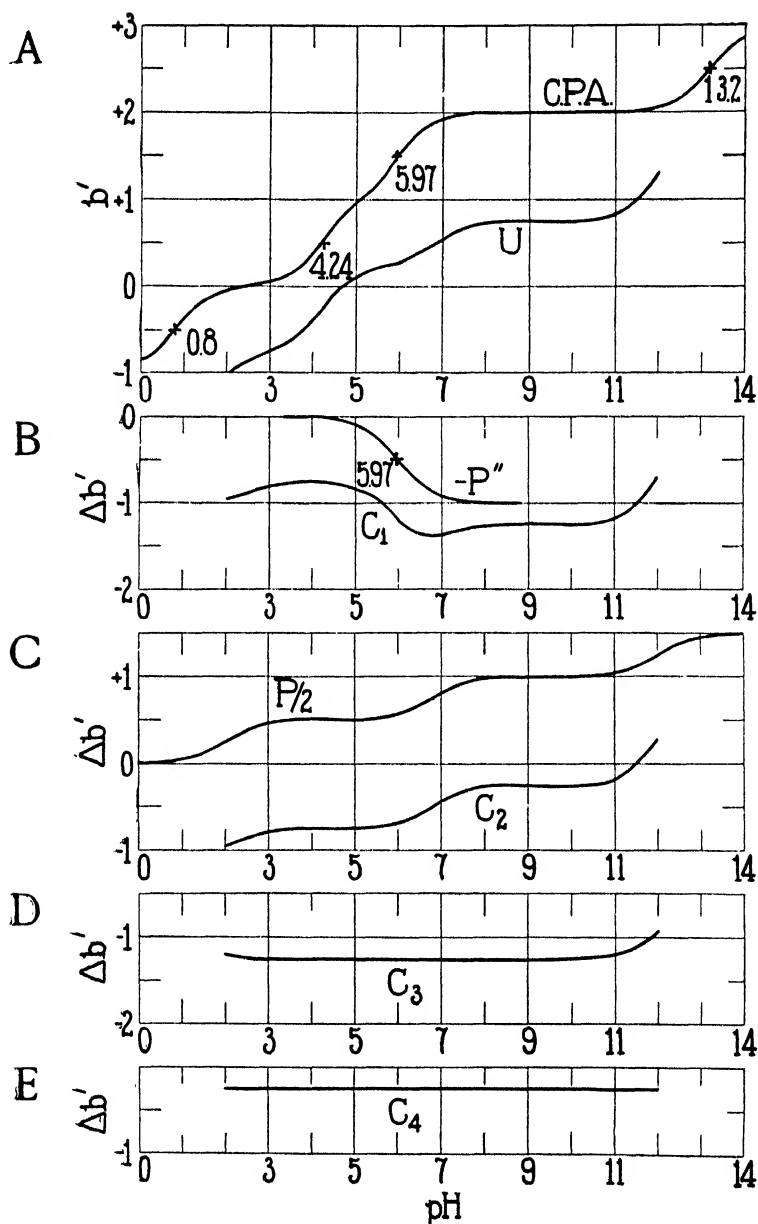 A
+3
+2
+1
0
-1
b'
C.P.A.
13.2
5.97
4.24
0.8
U
0 3 5 7 9 11 14
B
0
-1
-2
Δb'
5.97
-P"
C₁
0 3 5 7 9 11 14
C
+1
0
-1
Δb'
P/2
C₂
0 3 5 7 9 11 14
D
-1
-2
Δb'
C₃
0 3 5 7 9 11 14
E
-1
Δb'
C₄
0 3 5 7 9 11 14
pH